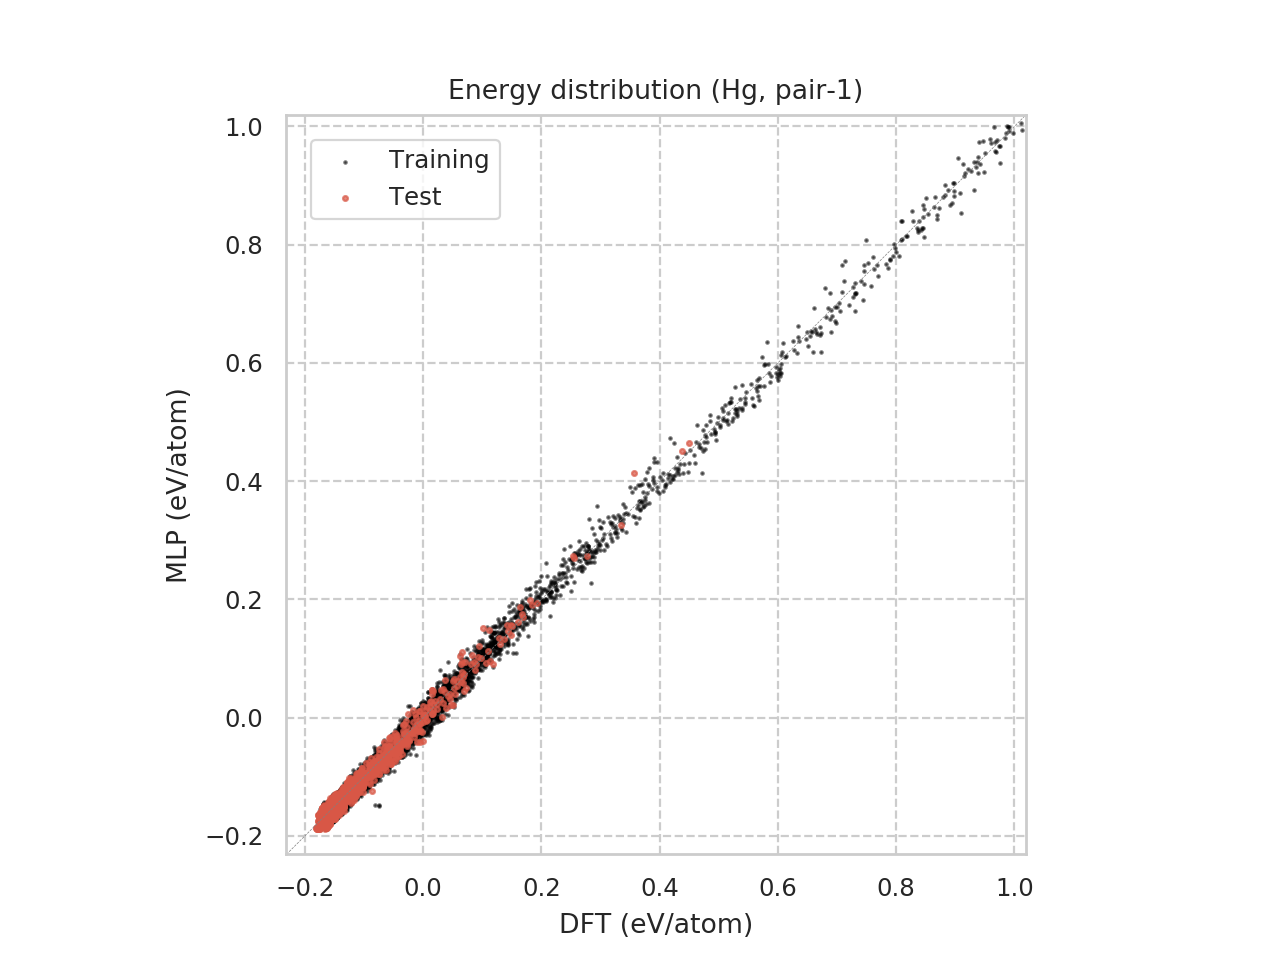 Energy distribution (Hg, pair-1)
1.0
0.8
0.6
0.4
0.2
0.0
−0.2
MLP (eV/atom)
Training
Test
−0.2 0.0 0.2 0.4 0.6 0.8 1.0
DFT (eV/atom)